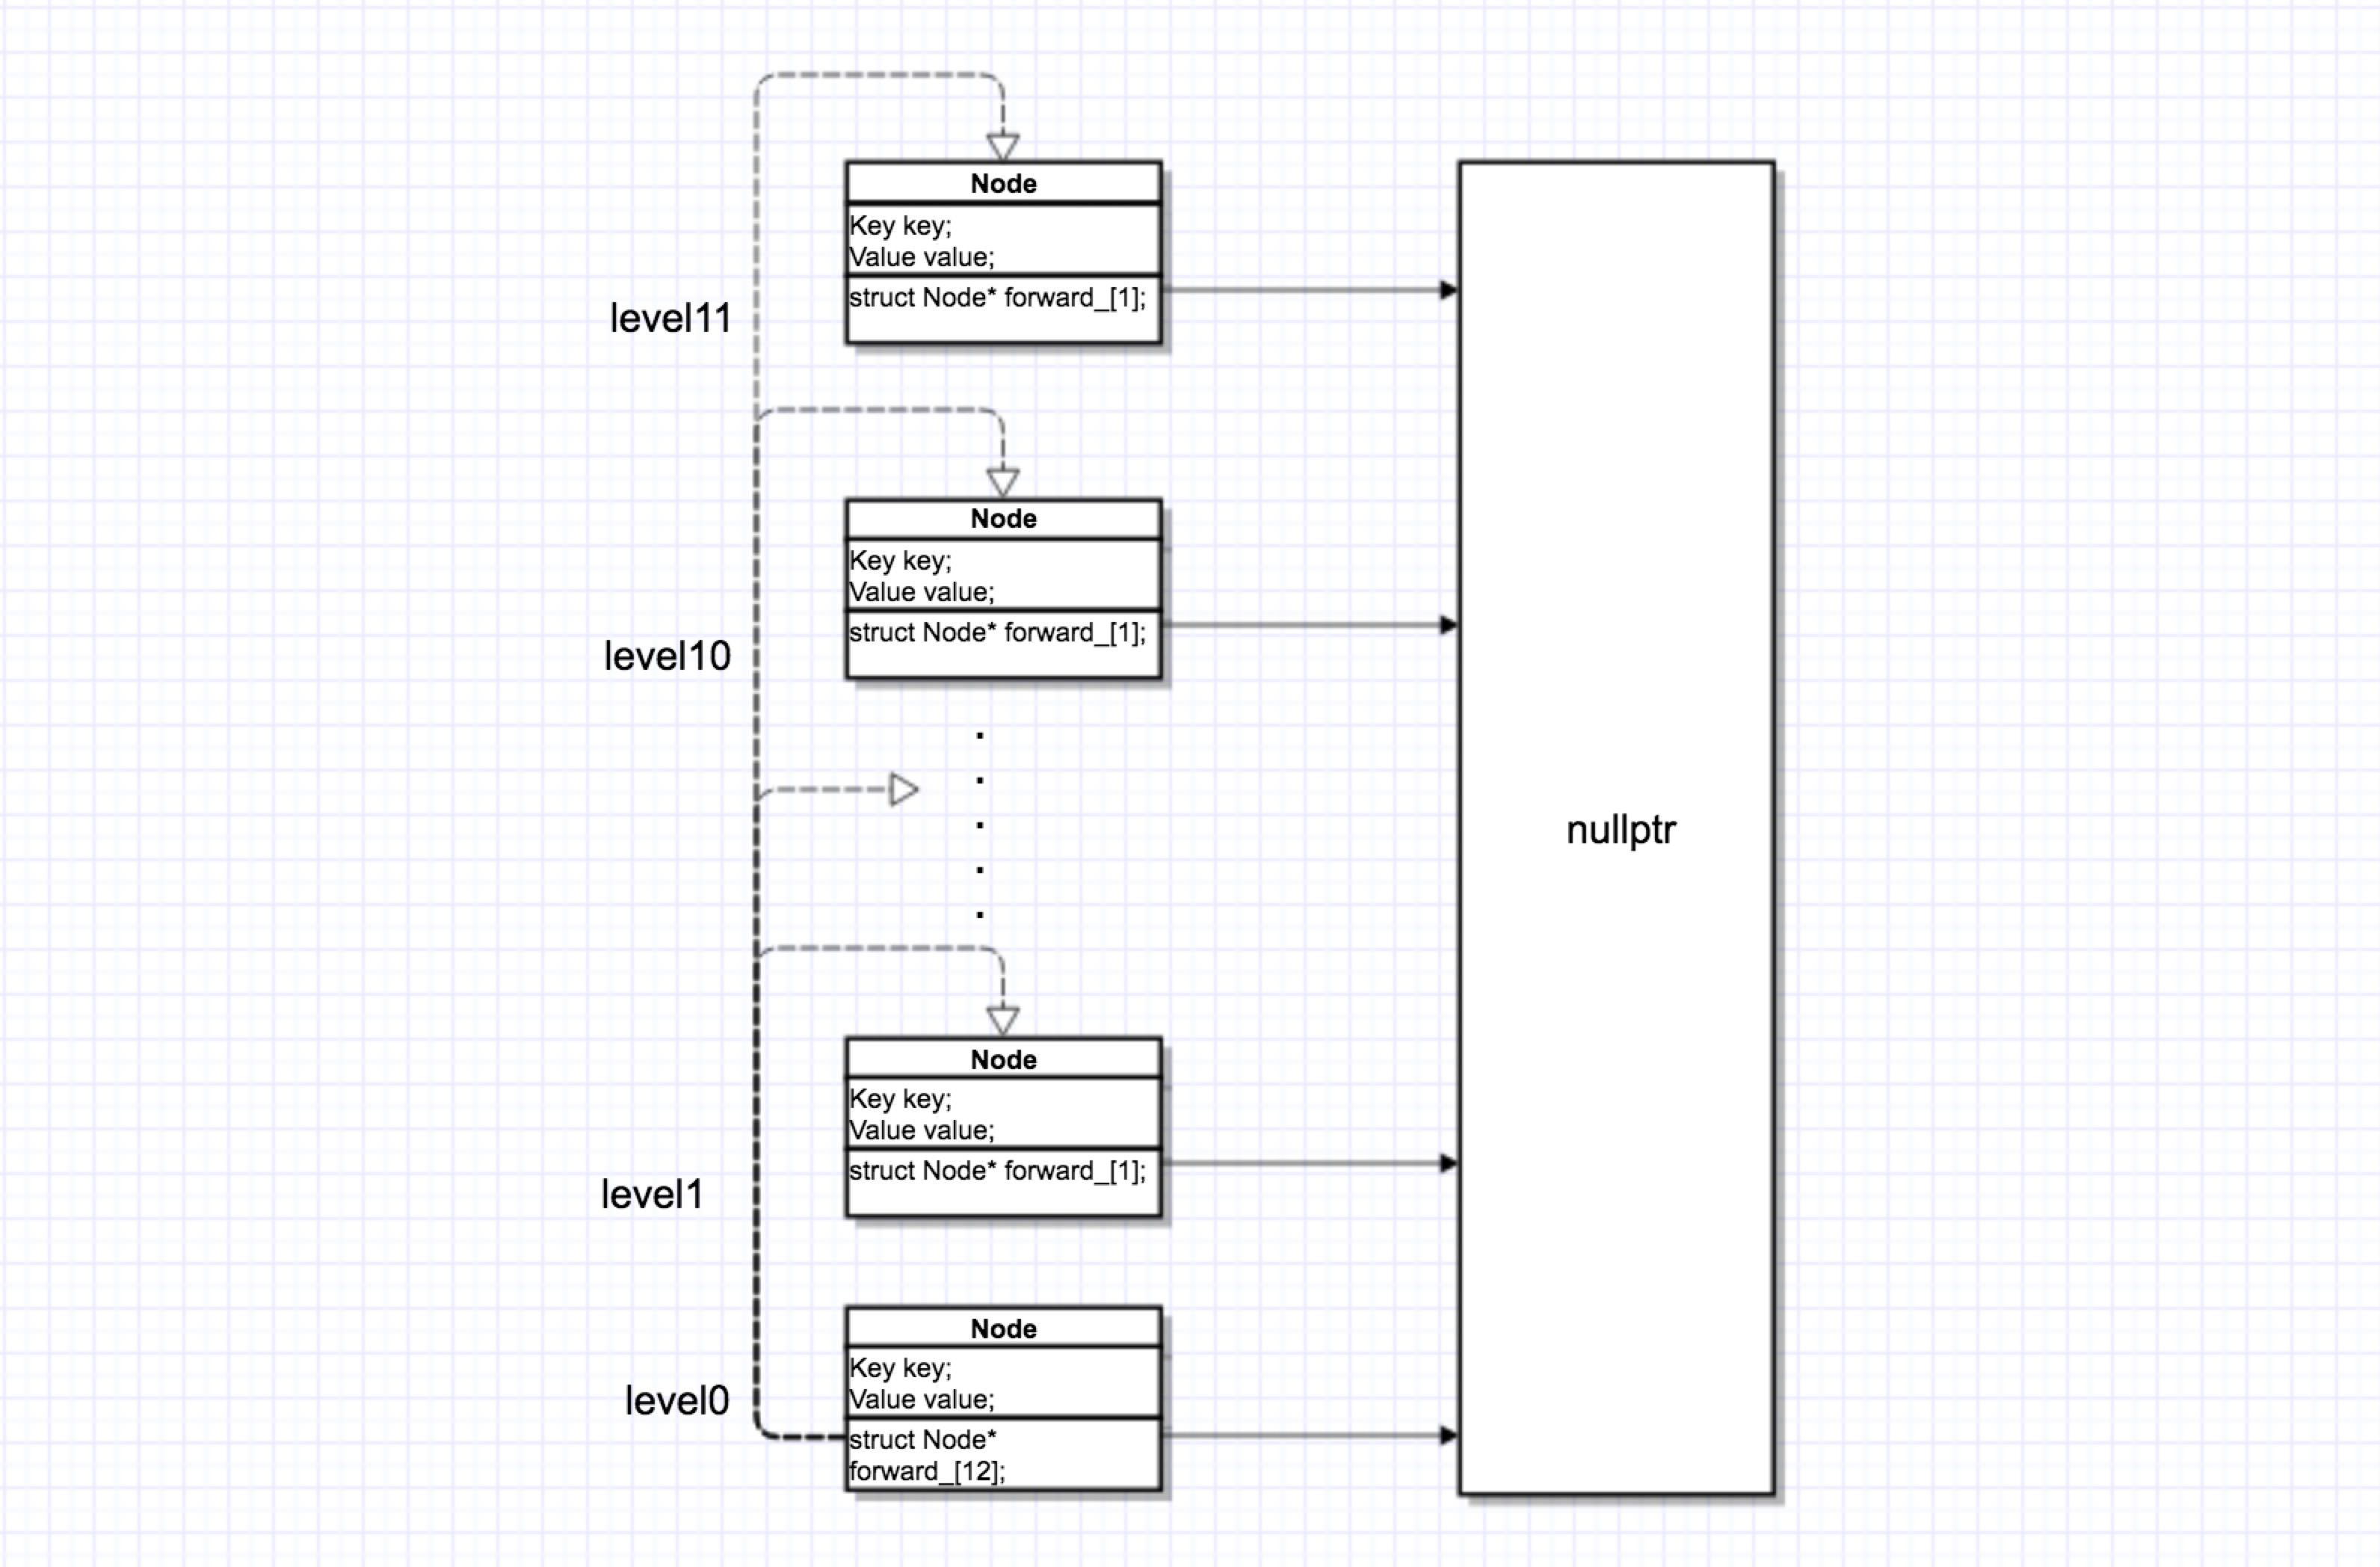 Node
Key key;
Value value;
struct Node* forward_[1];
level11
Node
Key key;
Value value;
struct Node* forward_[1];
level10
.
.
.
.
.
nullptr
Node
Key key;
Value value;
struct Node* forward_[1];
level1
Node
Key key;
Value value;
level0
struct Node*
forward_[12];